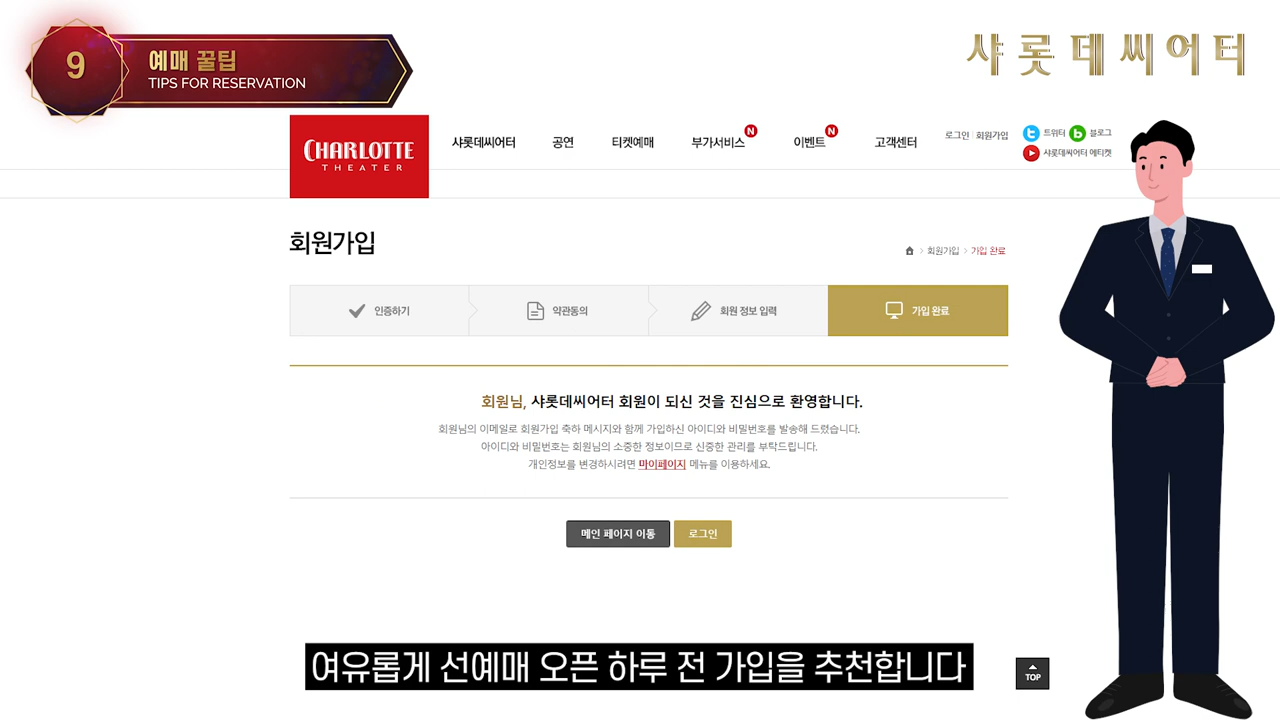 9
예매 꿀팁
TIPS FOR RESERVATION
샤롯데씨어터
CHARLOTTE
THEATER
샤롯데씨어터 공연 티켓예매 부가서비스 N 이벤트 N 고객센터
로그인 회원가입
트위터 블로그
샤롯데씨어터 에티켓
회원가입
회원가입 > 가입 완료
인증하기 약관동의 회원 정보 입력 가입 완료
회원님, 샤롯데씨어터 회원이 되신 것을 진심으로 환영합니다.
회원님의 이메일로 회원가입 축하 메시지와 함께 가입하신 아이디와 비밀번호를 발송해 드렸습니다.
아이디와 비밀번호는 회원님의 소중한 정보이므로 신중한 관리를 부탁드립니다.
개인정보를 변경하시려면 마이페이지 메뉴를 이용하세요.
메인 페이지 이동 로그인
여유롭게 선예매 오픈 하루 전 가입을 추천합니다
TOP